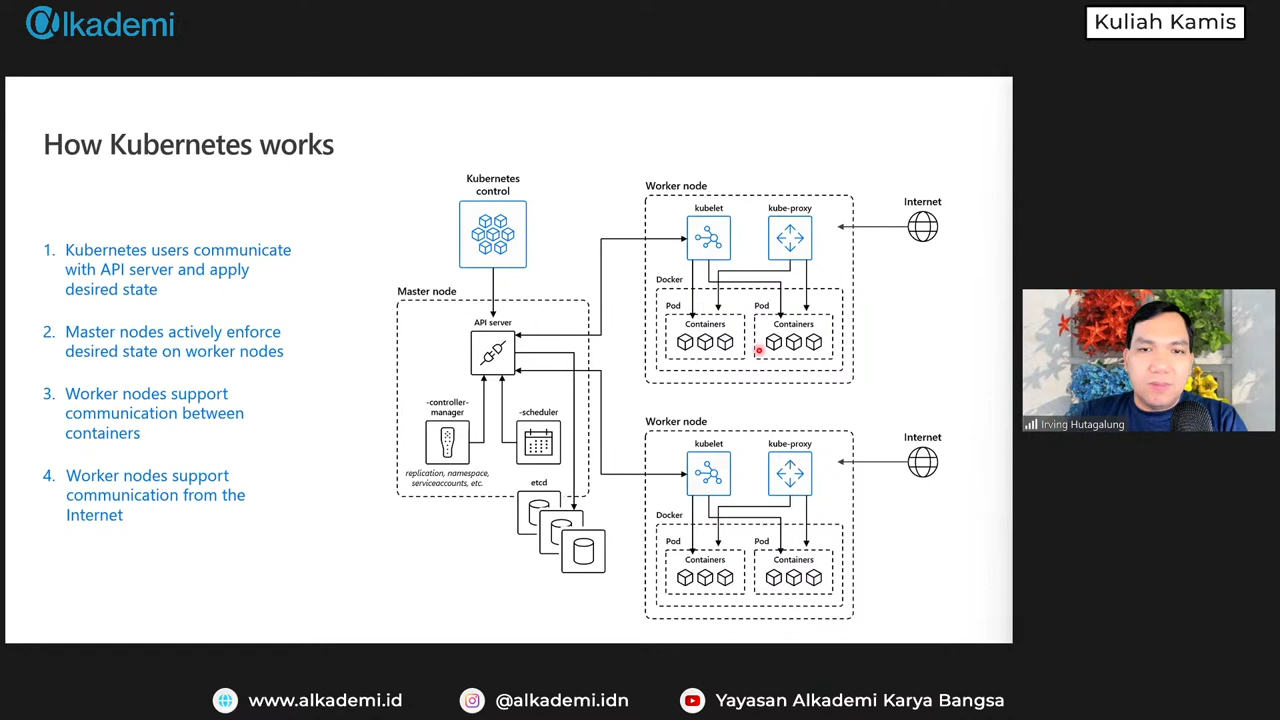 alkademi
Kuliah Kamis
How Kubernetes works
1. Kubernetes users communicate
with API server and apply
desired state
2. Master nodes actively enforce
desired state on worker nodes
3. Worker nodes support
communication between
containers
4. Worker nodes support
communication from the
Internet
Kubernetes
control
Master node
API server
-controller-
manager
-scheduler
replication, namespace,
serviceaccounts, etc.
etcd
Worker node
kubelet
kube-proxy
Docker
Pod
Pod
Containers
Containers
Internet
Worker node
kubelet
kube-proxy
Docker
Pod
Pod
Containers
Containers
Internet
Irving Hutagalung
www.alkademi.id
@alkademi.idn
Yayasan Alkademi Karya Bangsa